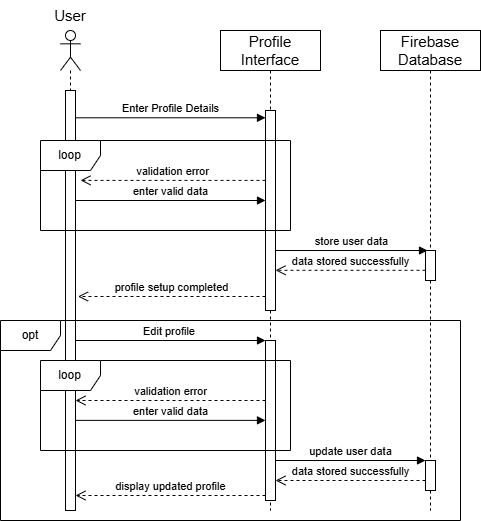 User
Profile
Interface
Firebase
Database
Enter Profile Details
loop
validation error
enter valid data
store user data
data stored successfully
profile setup completed
opt
Edit profile
loop
validation error
enter valid data
update user data
data stored successfully
display updated profile